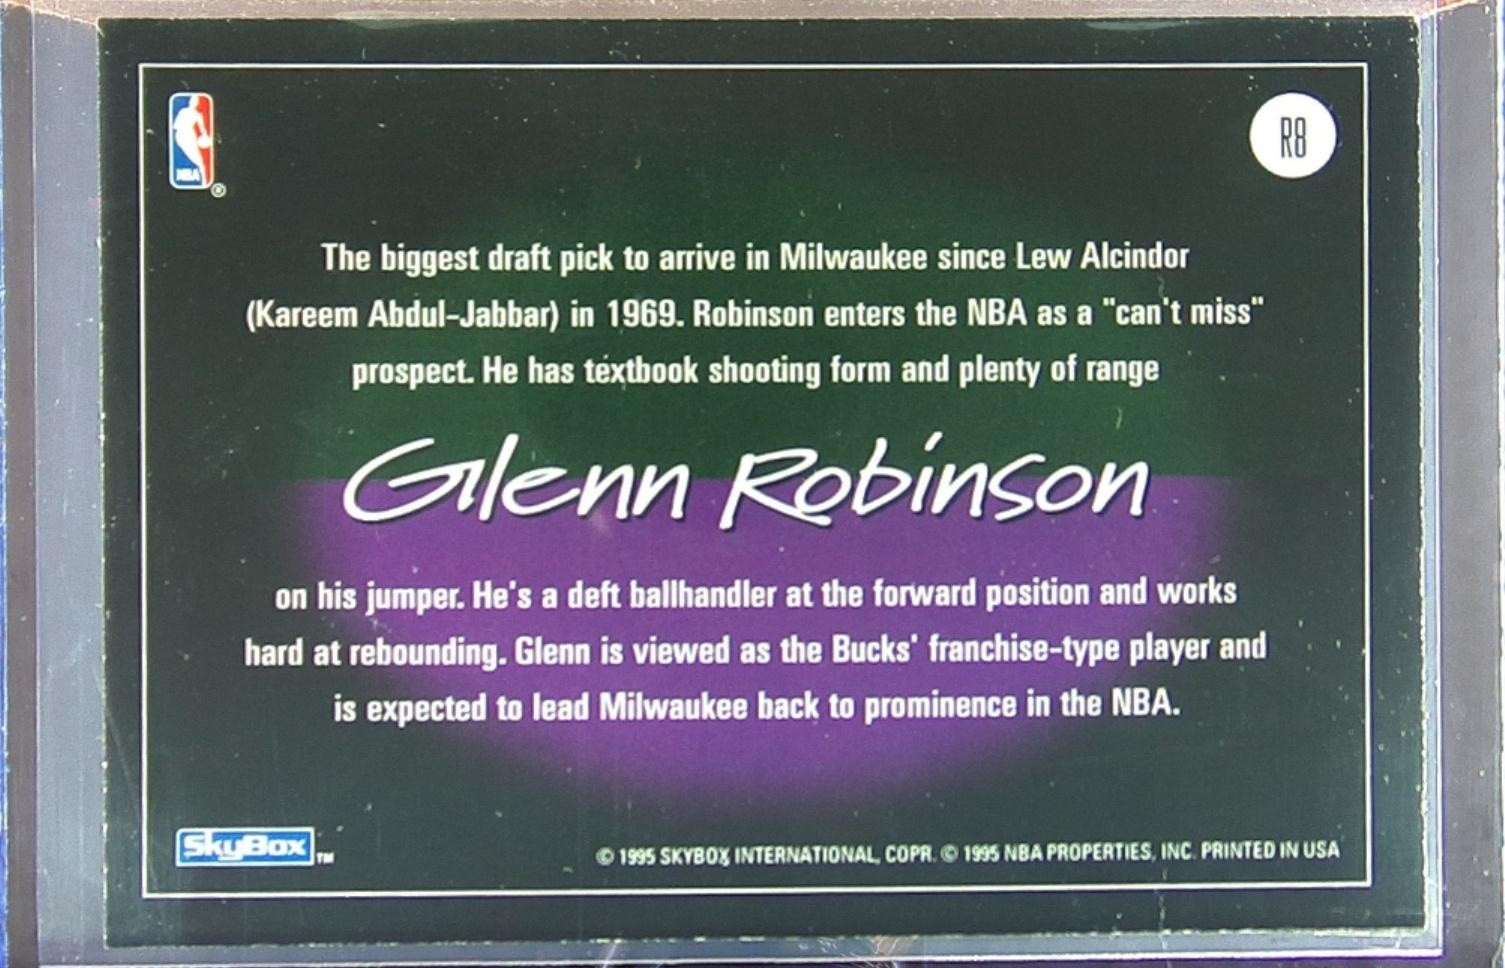 NBA
®
R8
The biggest draft pick to arrive in Milwaukee since Lew Alcindor
(Kareem Abdul-Jabbar) in 1969. Robinson enters the NBA as a "can't miss"
prospect. He has textbook shooting form and plenty of range
Glenn Robinson
on his jumper. He's a deft ballhandler at the forward position and works
hard at rebounding. Glenn is viewed as the Bucks' franchise-type player and
is expected to lead Milwaukee back to prominence in the NBA.
SkyBox TM
© 1995 SKYBOX INTERNATIONAL, COPR. © 1995 NBA PROPERTIES, INC. PRINTED IN USA